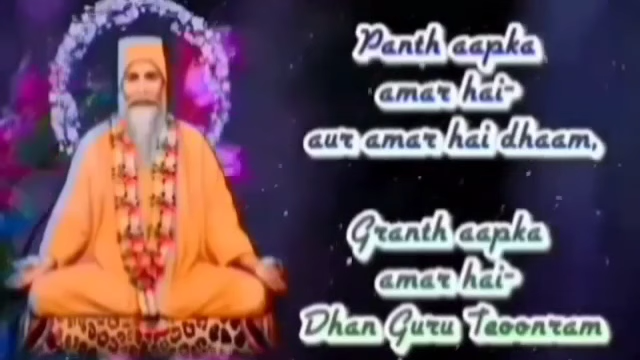 Panth aapka
amar hai-
aur amar hai dhaam,
Granth aapka
amar hai-
Dhan Guru Teoonram